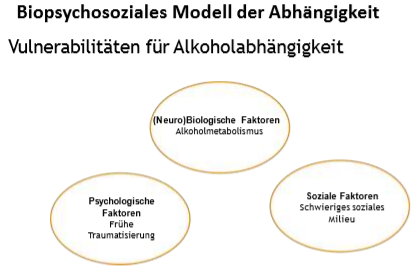 Biopsychosoziales Modell der Abhängigkeit
Vulnerabilitäten für Alkoholabhängigkeit
(Neuro)Biologische Faktoren
Alkoholmetabolismus
Psychologische
Faktoren
Frühe
Traumatisierung
Soziale Faktoren
Schwieriges soziales
Milieu